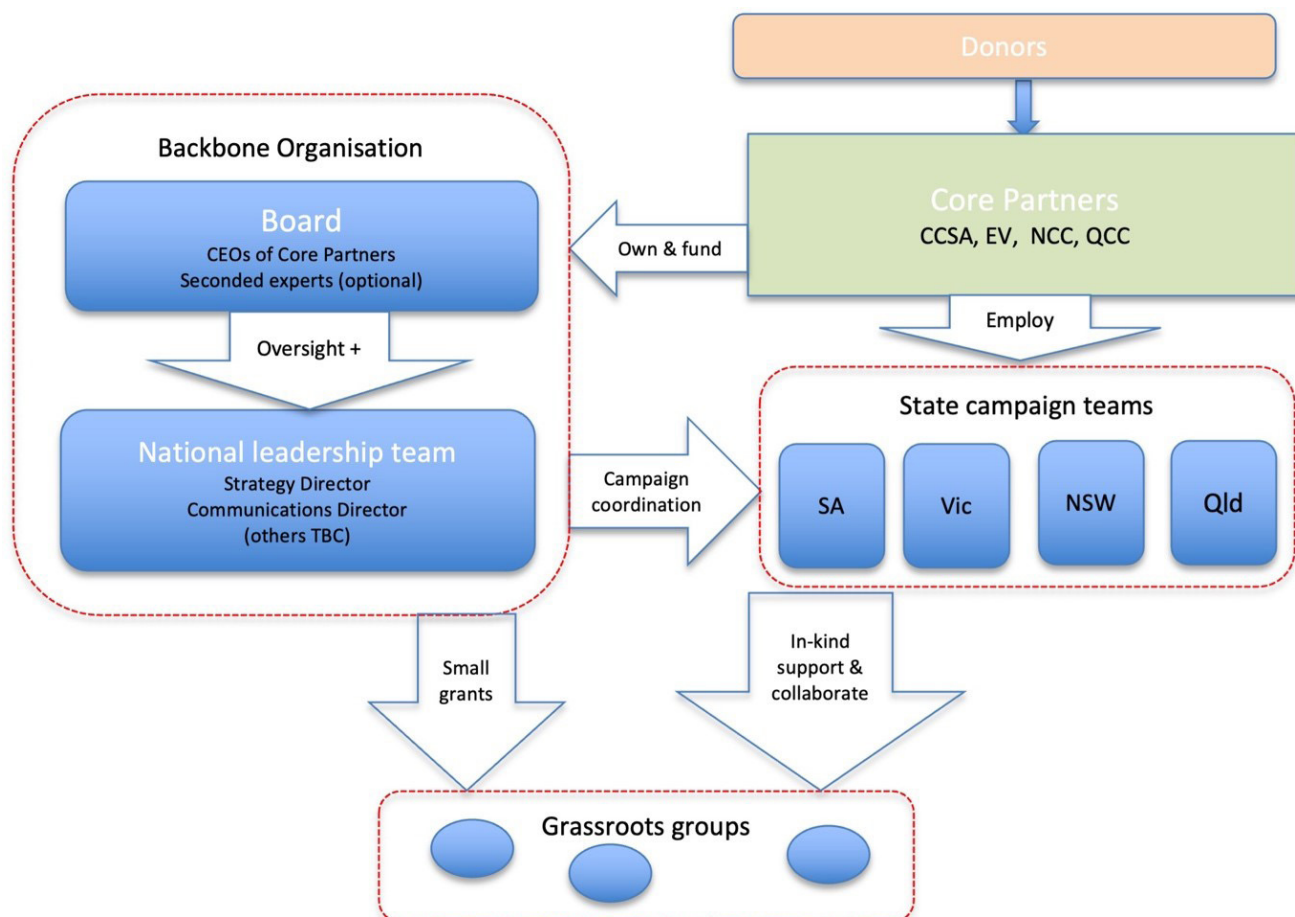 Donors
Backbone Organisation
Board
CEOs of Core Partners
Seconded experts (optional)
Own & fund
Core Partners
CCSA, EV,  NCC, QCC
Oversight +
Employ
National leadership team
Strategy Director
Communications Director
(others TBC)
Campaign
coordination
State campaign teams
SA
Vic
NSW
Qld
Small
grants
In-kind
support &
collaborate
Grassroots groups